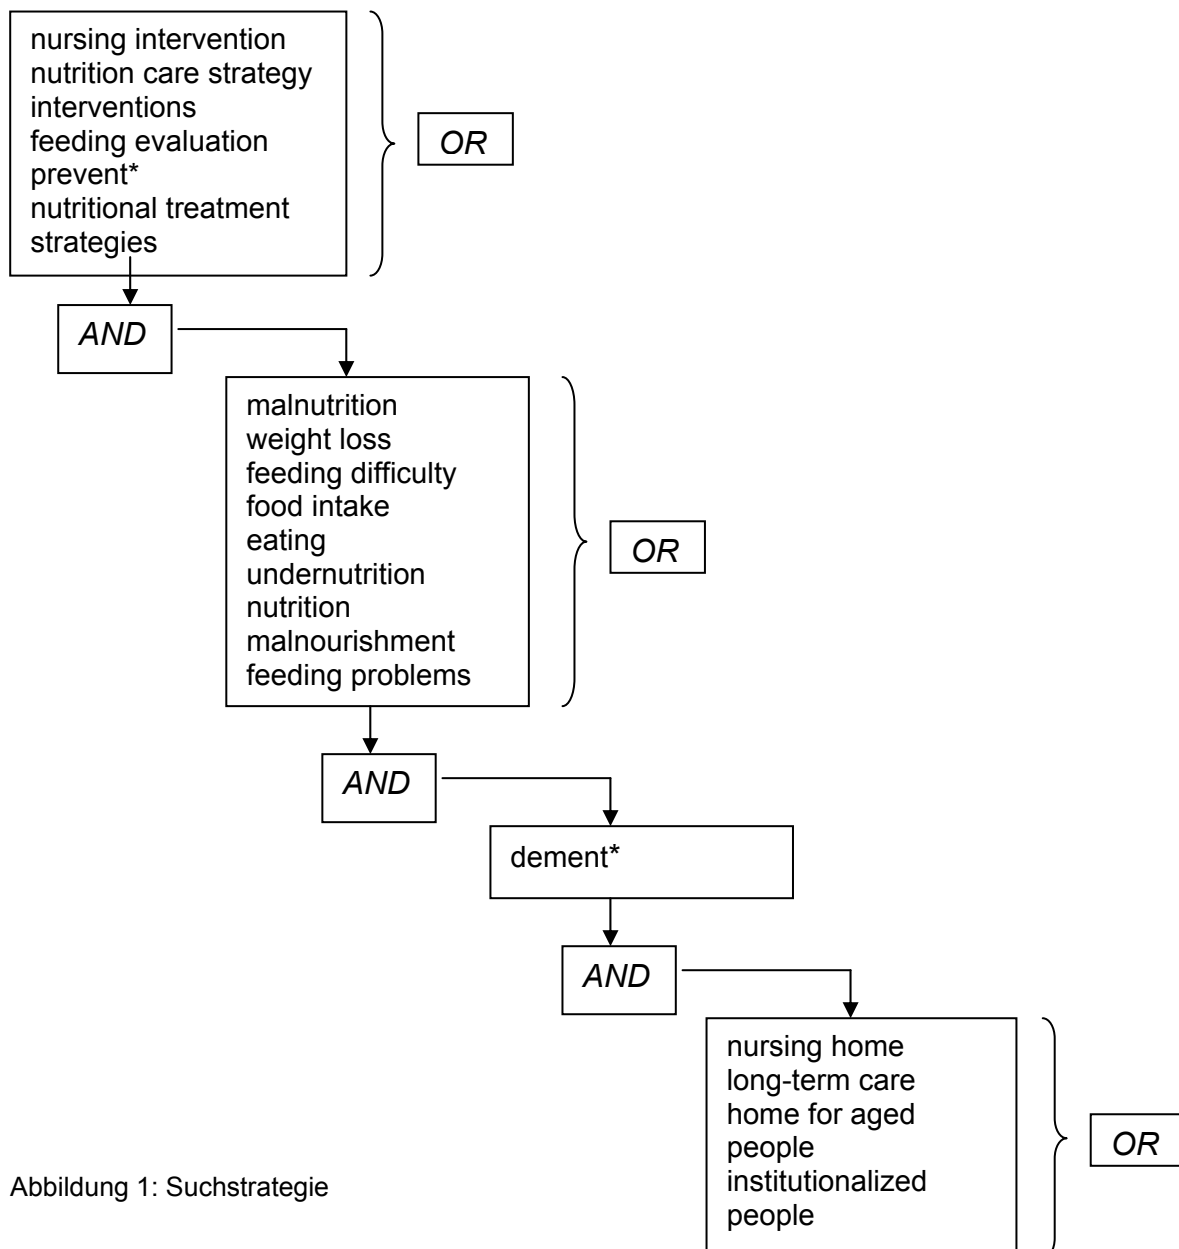 nursing intervention
nutrition care strategy
interventions
feeding evaluation
prevent*
nutritional treatment
strategies
OR
AND
malnutrition
weight loss
feeding difficulty
food intake
eating
undernutrition
nutrition
malnourishment
feeding problems
OR
AND
dement*
AND
nursing home
long-term care
home for aged
people
institutionalized
people
OR
Abbildung 1: Suchstrategie